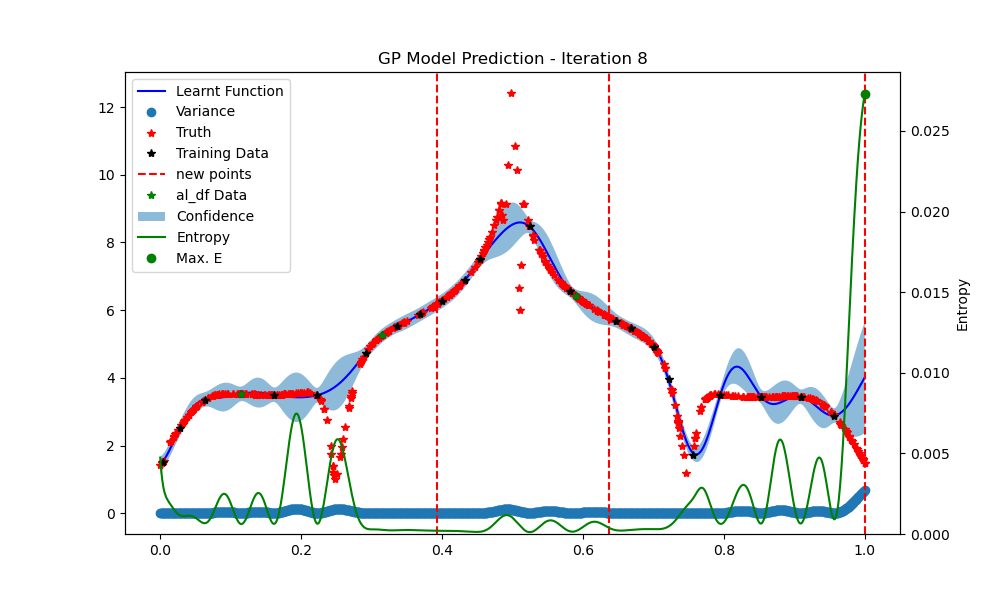 GP Model Prediction - Iteration 8
Learnt Function
Variance
Truth
Training Data
new points
al_df Data
Confidence
Entropy
Max. E
12
10
8
6
4
2
0
0.025
0.020
0.015
0.010
0.005
0.000
Entropy
0.0 0.2 0.4 0.6 0.8 1.0